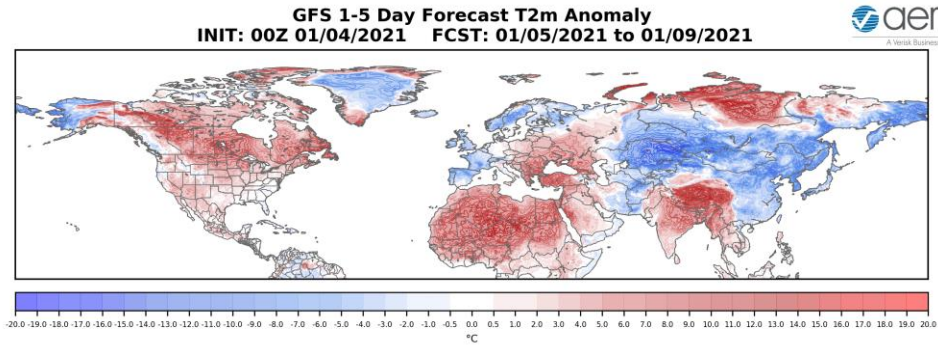 GFS 1-5 Day Forecast T2m Anomaly
INIT: 00Z 01/04/2021 FCST: 01/05/2021 to 01/09/2021
aer
A Verisk Business
-20.0 -19.0 -17.0 -15.0 -14.0 -13.0 -12.0 -11.0 -10.0 -9.0 -8.0 -7.0 -6.0 -5.0 -4.0 -3.0 -2.0 -1.0 -0.5 0.0 0.5 1.0 2.0 3.0 4.0 5.0 6.0 7.0 8.0 9.0 10.0 11.0 12.0 13.0 14.0 15.0 16.0 17.0 18.0 19.0 20.0
°C